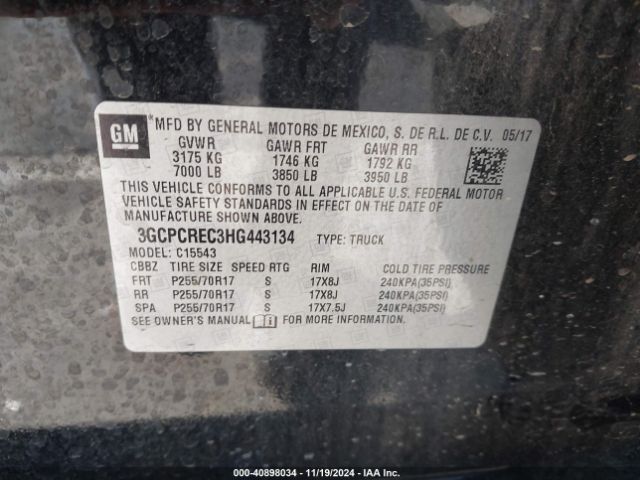 GM
*MFD BY GENERAL MOTORS DE MEXICO, S. DE R.L. DE C.V. 05/17
GVWR GAWR FRT GAWR RR
3175 KG 1746 KG 1792 KG
7000 LB 3850 LB 3950 LB
THIS VEHICLE CONFORMS TO ALL APPLICABLE U.S. FEDERAL MOTOR
VEHICLE SAFETY STANDARDS IN EFFECT ON THE DATE OF
MANUFACTURE SHOWN ABOVE.
3GCPCREC3HG443134 TYPE: TRUCK
MODEL: C15543
CBBZ TIRE SIZE SPEED RTG RIM COLD TIRE PRESSURE
FRT P255/70R17 S 17X8J 240KPA(35PSI)
RR P255/70R17 S 17X8J 240KPA(35PSI)
SPA P255/70R17 S 17X7.5J 240KPA(35PSI)
SEE OWNER'S MANUAL FOR MORE INFORMATION.
000-40898034 - 11/19/2024 - IAA Inc.